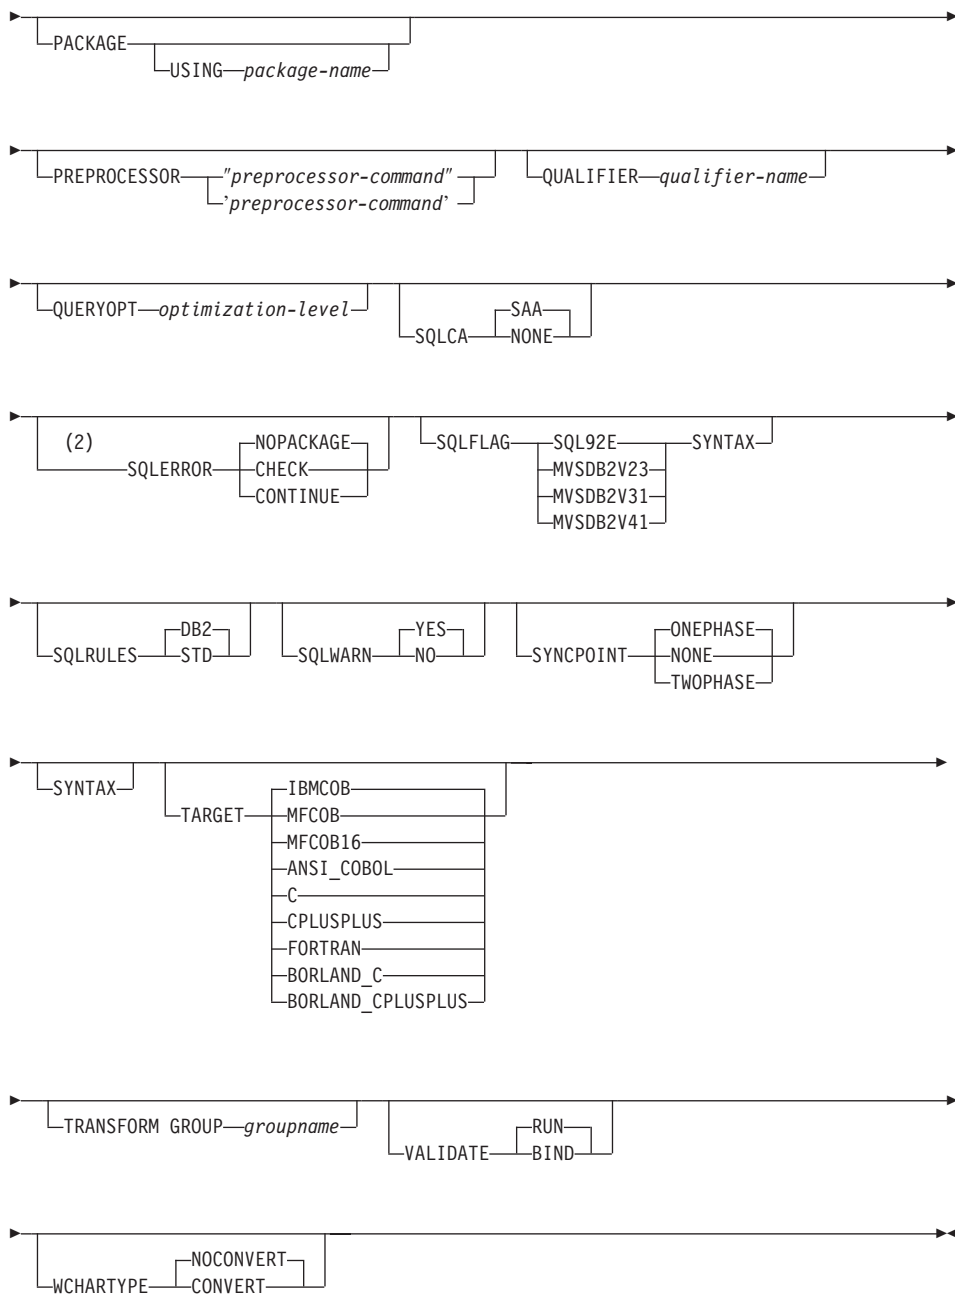 PACKAGE
USING package-name
PREPROCESSOR "preprocessor-command" QUALIFIER qualifier-name
'preprocessor-command'
QUERYOPT optimization-level SAA
SQLCA NONE
(2) NOPACKAGE SQLFLAG SQL92E SYNTAX
SQLERROR CHECK MVSDB2V23
CONTINUE MVSDB2V31
MVSDB2V41
DB2 YES ONEPHASE
SQLRULES STD SQLWARN NO SYNCPOINT NONE
TWOPHASE
SYNTAX IBMCOB
TARGET MFCOB
MFCOB16
ANSI_COBOL
C
CPLUSPLUS
FORTRAN
BORLAND_C
BORLAND_CPLUSPLUS
TRANSFORM GROUP groupname RUN
VALIDATE BIND
NOCONVERT
WCHARTYPE CONVERT